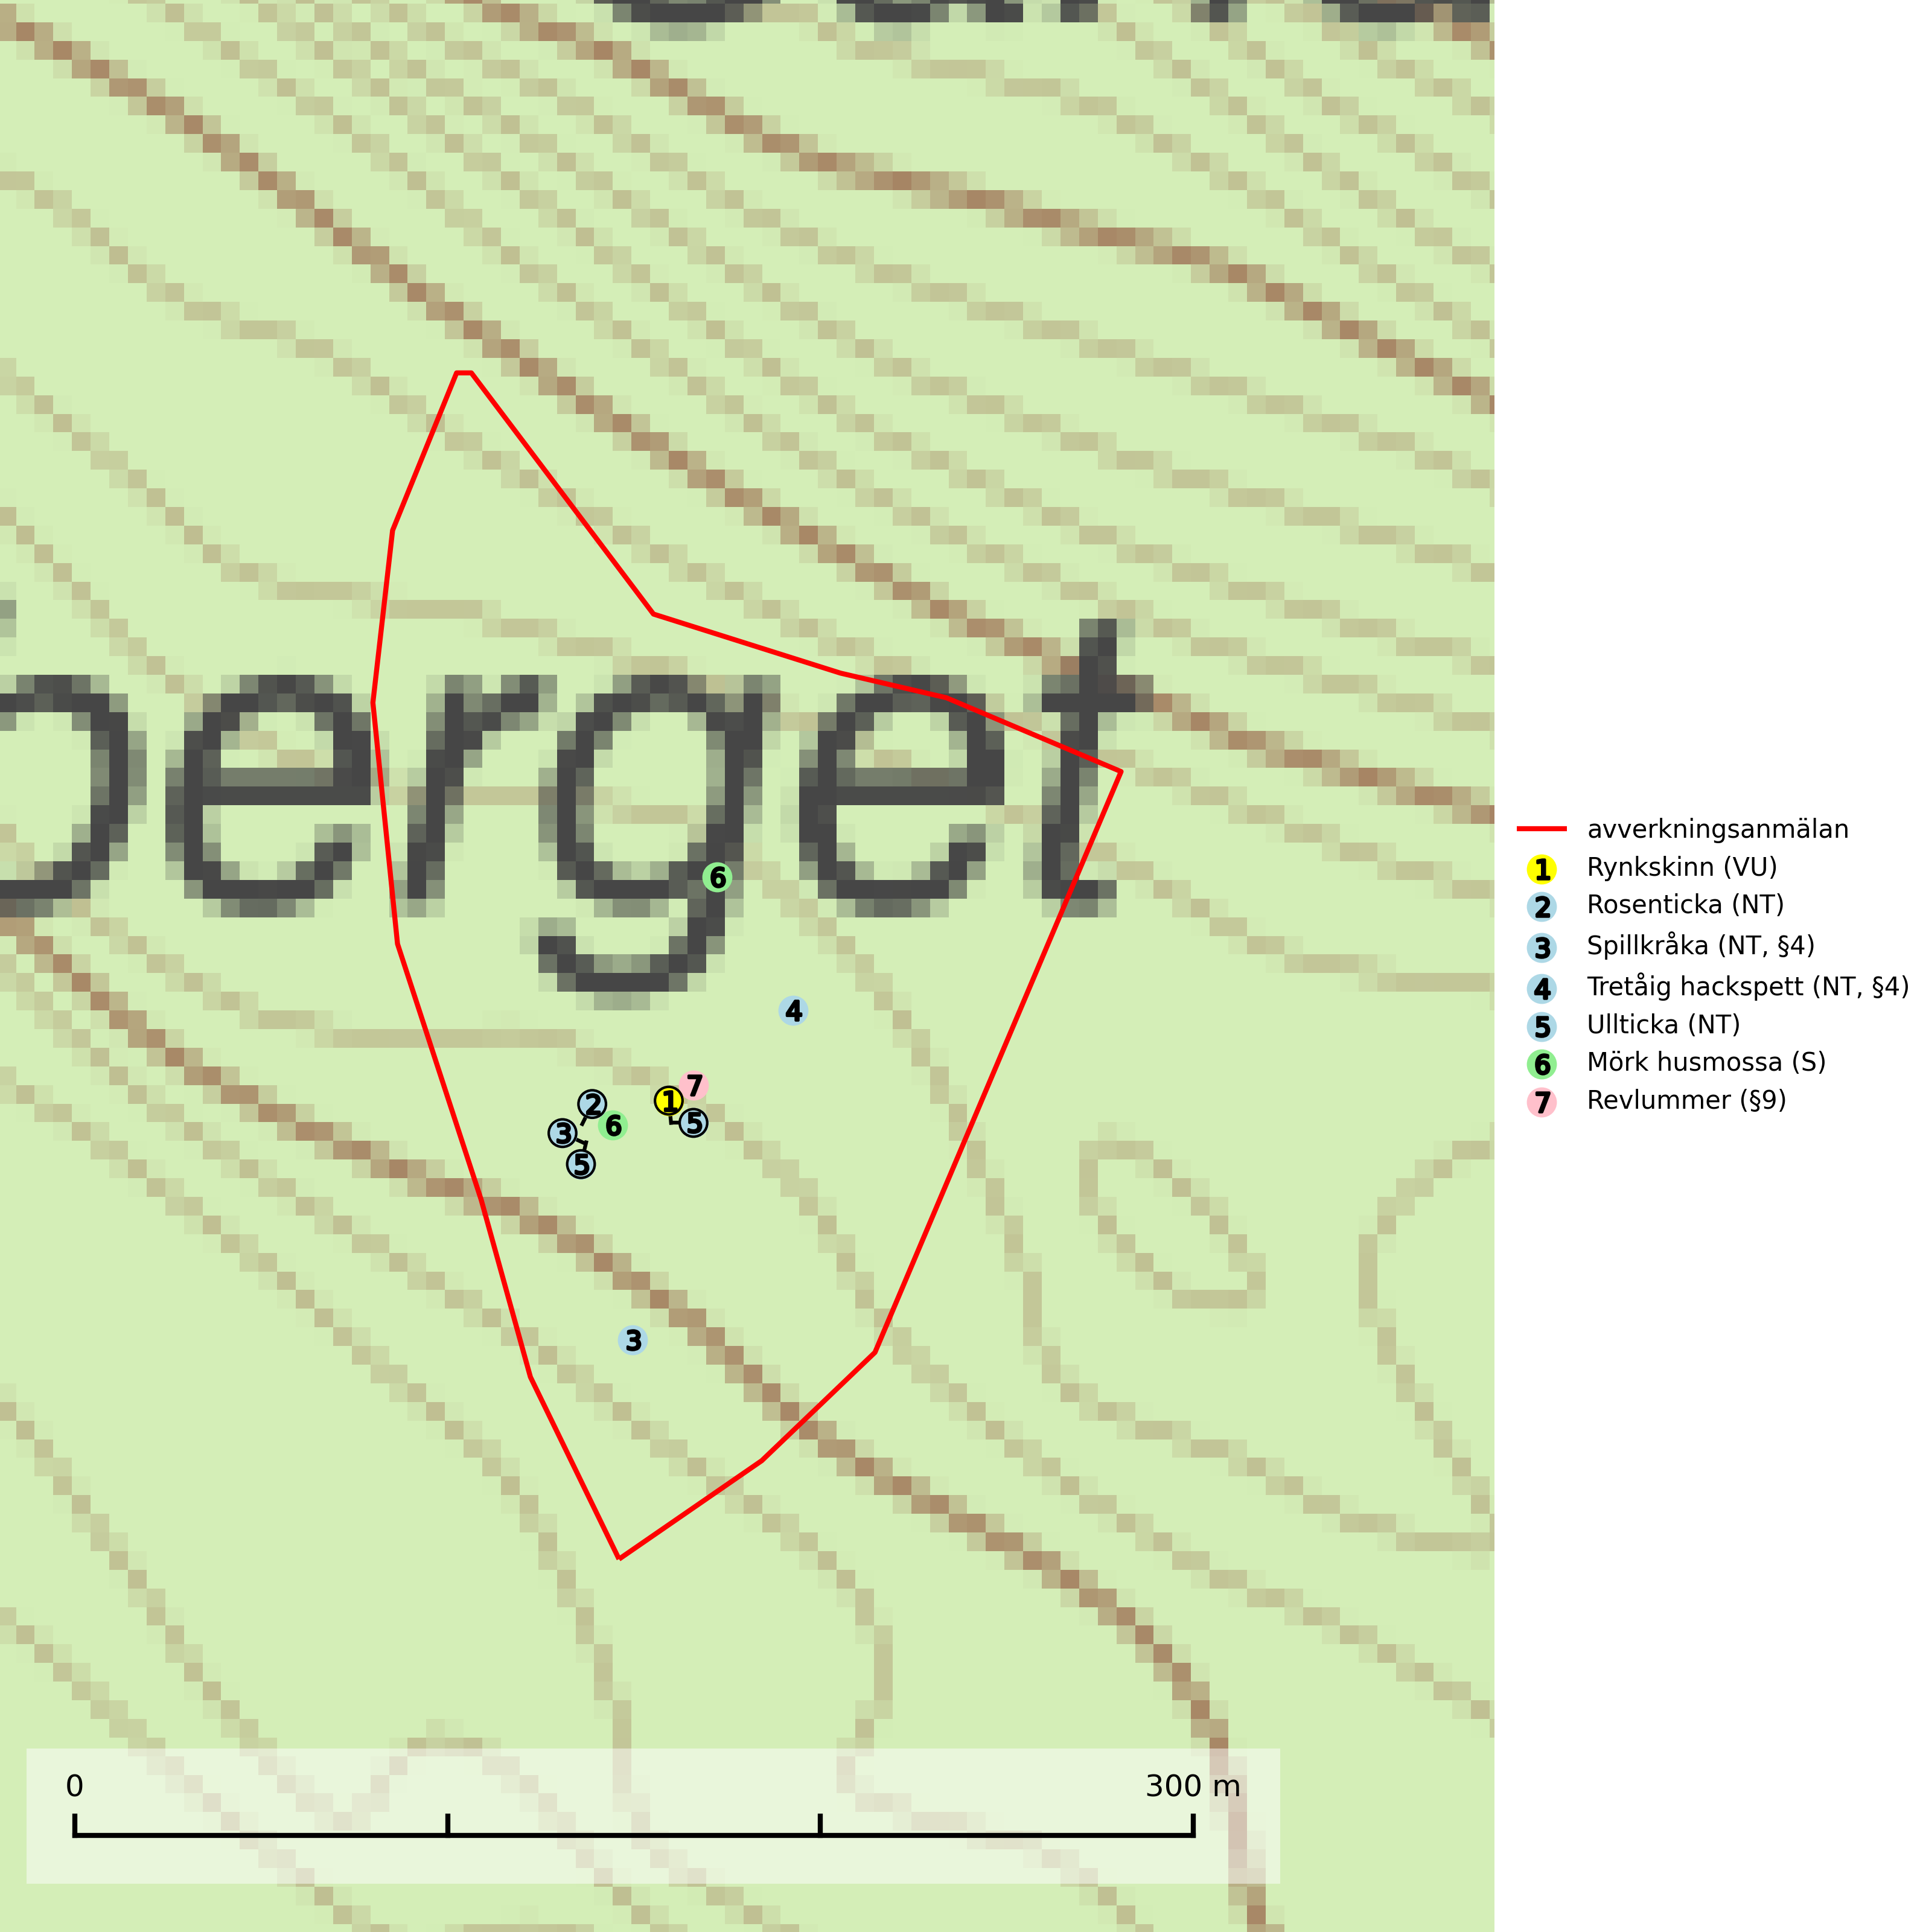 berget
6
4
7
1
2
6
5
3
5
3
0 300 m
avverkningsanmälan
1 Rynkskinn (VU)
2 Rosenticka (NT)
3 Spillkråka (NT, §4)
4 Tretåig hackspett (NT, §4)
5 Ullticka (NT)
6 Mörk husmossa (S)
7 Revlummer (§9)